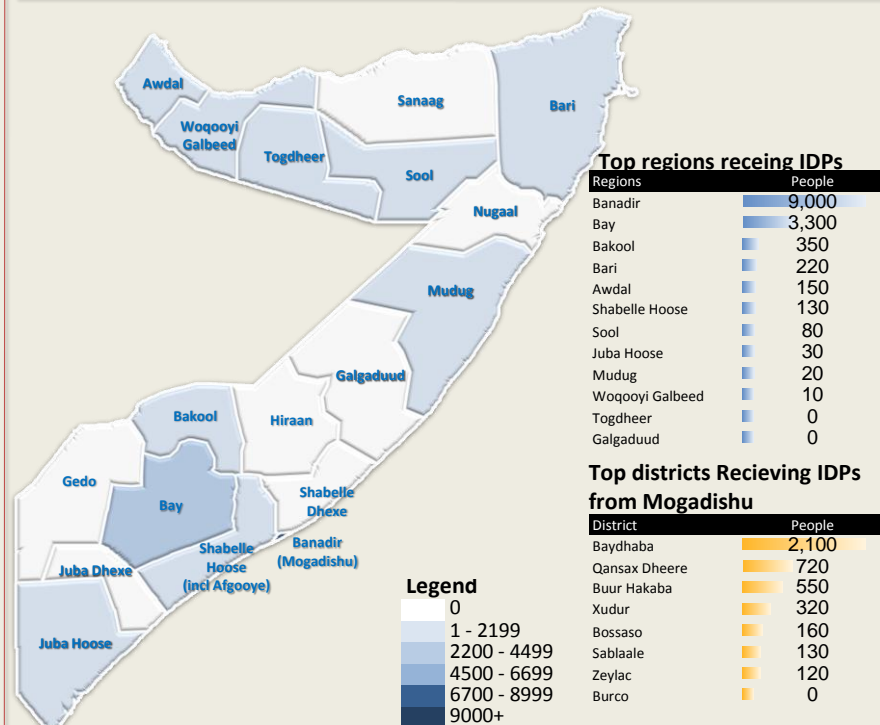 Awdal
Woqooyi
Galbeed
Togdheer
Sanaag
Sool
Bari
Nugaal
Mudug
Galgaduud
Hiraan
Bakool
Gedo
Bay
Shabelle
Dhexe
Banadir
(Mogadishu)
Shabelle
Hoose
(incl Afgooye)
Juba Dhexe
Juba Hoose
Legend
0
1 - 2199
2200 - 4499
4500 - 6699
6700 - 8999
9000+
Top regions receing IDPs
Regions People
Banadir 9,000
Bay 3,300
Bakool 350
Bari 220
Awdal 150
Shabelle Hoose 130
Sool 80
Juba Hoose 30
Mudug 20
Woqooyi Galbeed 10
Togdheer 0
Galgaduud 0
Top districts Recieving IDPs
from Mogadishu
District People
Baydhaba 2,100
Qansax Dheere 720
Buur Hakaba 550
Xudur 320
Bossaso 160
Sablaale 130
Zeylac 120
Burco 0